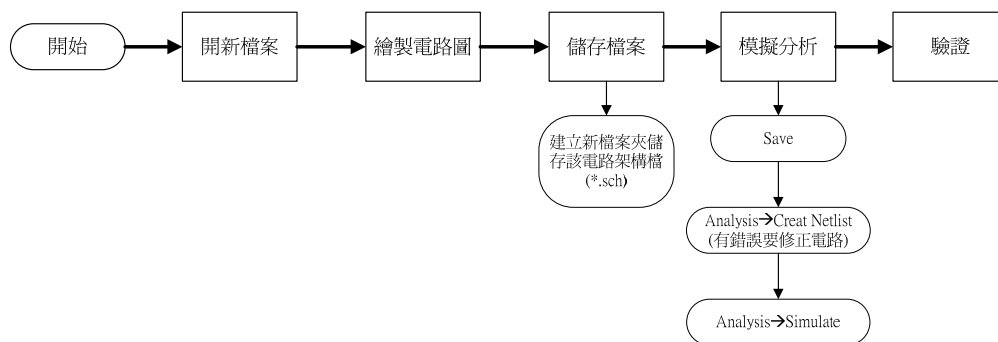 開始
開新檔案
繪製電路圖
儲存檔案
模擬分析
驗證
建立新檔案夾儲
存該電路架構檔
(*.sch)
Save
Analysis→Creat Netlist
(有錯誤要修正電路)
Analysis→Simulate